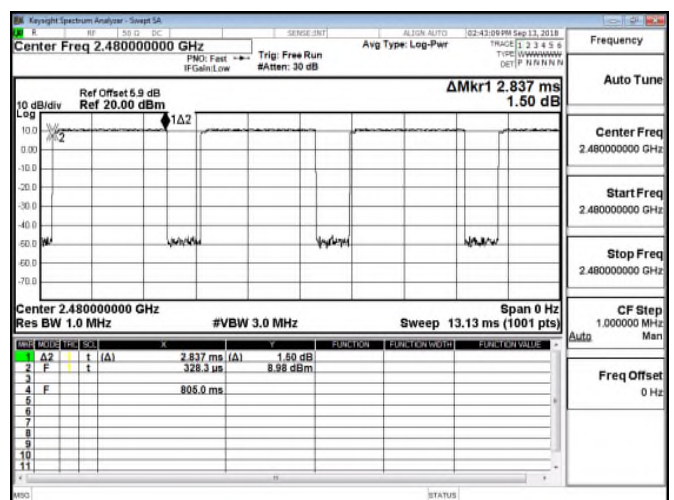 Keysight Spectrum Analyzer - Swept SA
R RF 50 Ω DC SENSE:INT ALIGN AUTO 02:43:09 PM Sep 13, 2018
Center Freq 2.480000000 GHz
PNO: Fast
IFGain:Low
Trig: Free Run
#Atten: 30 dB
Avg Type: Log-Pwr
TRACE 1 2 3 4 5 6
TYPE WWWWWW
DET P N N N N N
Ref Offset 6.9 dB
10 dB/div Ref 20.00 dBm
Log
ΔMkr1 2.837 ms
1.50 dB
1Δ2
2
10.0
0.00
-10.0
-20.0
-30.0
-40.0
-50.0
-60.0
-70.0
Center 2.480000000 GHz Span 0 Hz
Res BW 1.0 MHz #VBW 3.0 MHz Sweep 13.13 ms (1001 pts)
MKR MODE TRC SCL X Y FUNCTION FUNCTION WIDTH FUNCTION VALUE
1 Δ2 1 t (Δ) 2.837 ms (Δ) 1.50 dB
2 F 1 t 328.3 µs 8.98 dBm
3
4 F 805.0 ms
5
6
7
8
9
10
11
MSG STATUS
Frequency
Auto Tune
Center Freq
2.480000000 GHz
Start Freq
2.480000000 GHz
Stop Freq
2.480000000 GHz
CF Step
1.000000 MHz
Auto Man
Freq Offset
0 Hz